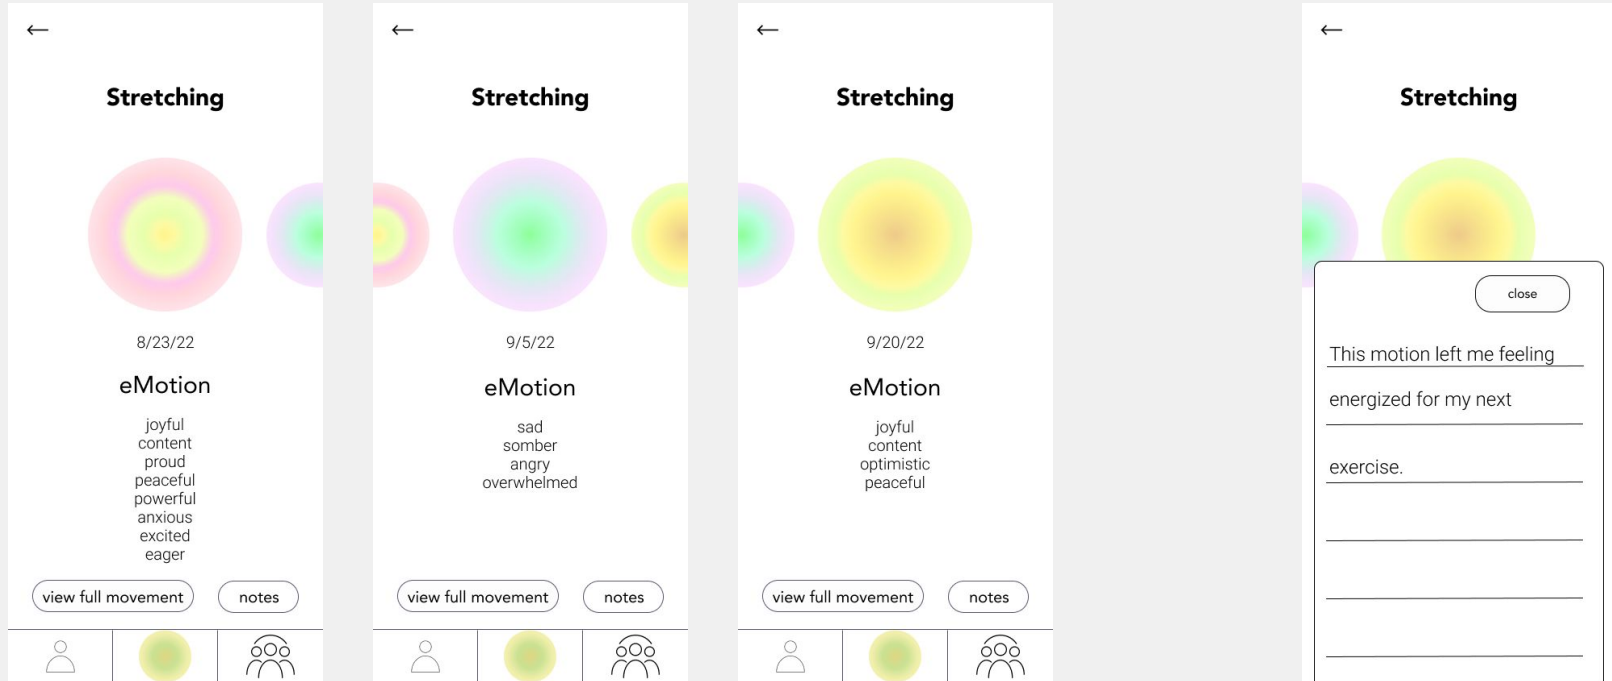 Stretching
8/23/22
eMotion
joyful
content
proud
peaceful
powerful
anxious
excited
eager
view full movement
notes
Stretching
9/5/22
eMotion
sad
somber
angry
overwhelmed
view full movement
notes
Stretching
9/20/22
eMotion
joyful
content
optimistic
peaceful
view full movement
notes
Stretching
close
This motion left me feeling
energized for my next
exercise.